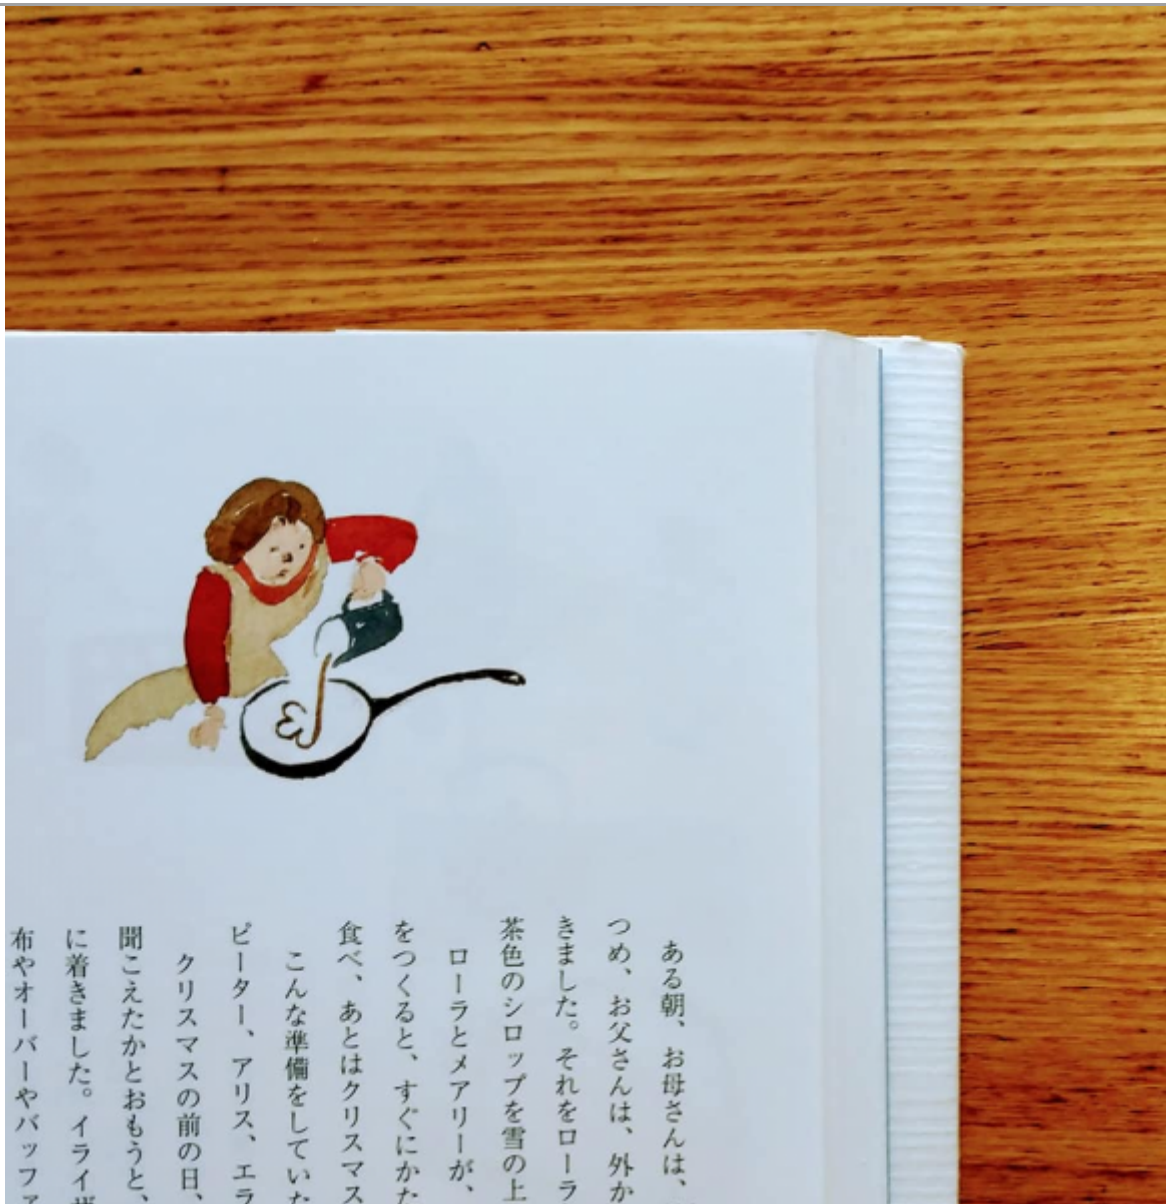 ある朝、お母さんは、
つめ、お父さんは、外か
きました。それをローラ
茶色のシロップを雪の上
ローラとメアリーが、
をつくると、すぐにかた
食べ、あとはクリスマス
こんな準備をしていた
ピーター、アリス、エラ
クリスマスの前の日、
聞こえたかとおもうと、
に着きました。イライザ
布やオーバーやバッファ